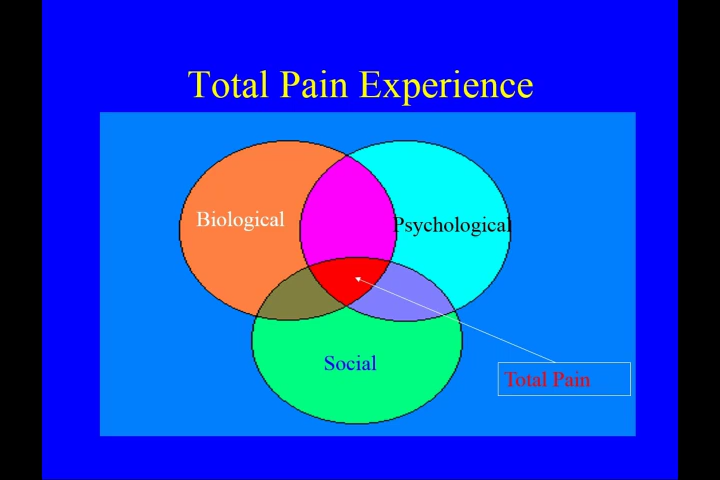 Total Pain Experience
Biological
Psychological
Social
Total Pain